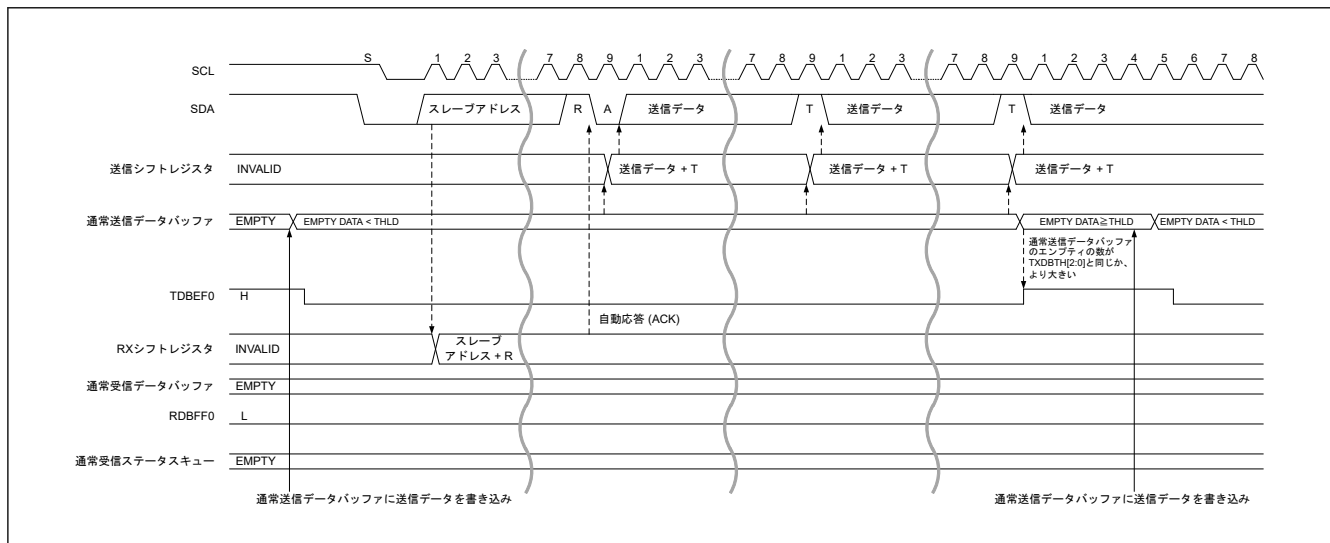 S 1 2 3 7 8 9 1 2 3 7 8 9 1 2 3 7 8 9 1 2 3 4 5 6 7 8
SCL
SDA スレーブアドレス R A 送信データ T 送信データ T 送信データ
送信シフトレジスタ INVALID 送信データ + T 送信データ + T 送信データ + T
通常送信データバッファ EMPTY EMPTY DATA < THLD EMPTY DATA≧THLD EMPTY DATA < THLD
通常送信データバッファ
のエンプティの数が
TXDBTH[2:0]と同じか、
より大きい
TDBEF0 H
自動応答 (ACK)
RXシフトレジスタ INVALID スレーブ
アドレス + R
通常受信データバッファ EMPTY
RDBFF0 L
通常受信ステータスキュー EMPTY
通常送信データバッファに送信データを書き込み 通常送信データバッファに送信データを書き込み